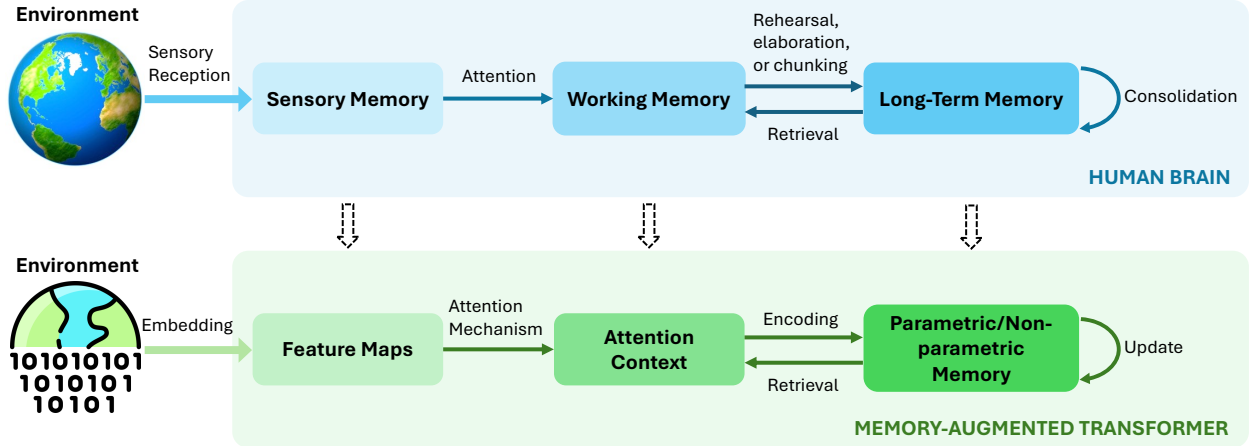 Environment
Sensory
Reception
Sensory Memory
Attention
Working Memory
Rehearsal,
elaboration,
or chunking
Retrieval
Long-Term Memory
Consolidation
HUMAN BRAIN
Environment
101010101
1010101
10101
Embedding
Feature Maps
Attention
Mechanism
Attention
Context
Encoding
Retrieval
Parametric/Non-
parametric
Memory
Update
MEMORY-AUGMENTED TRANSFORMER